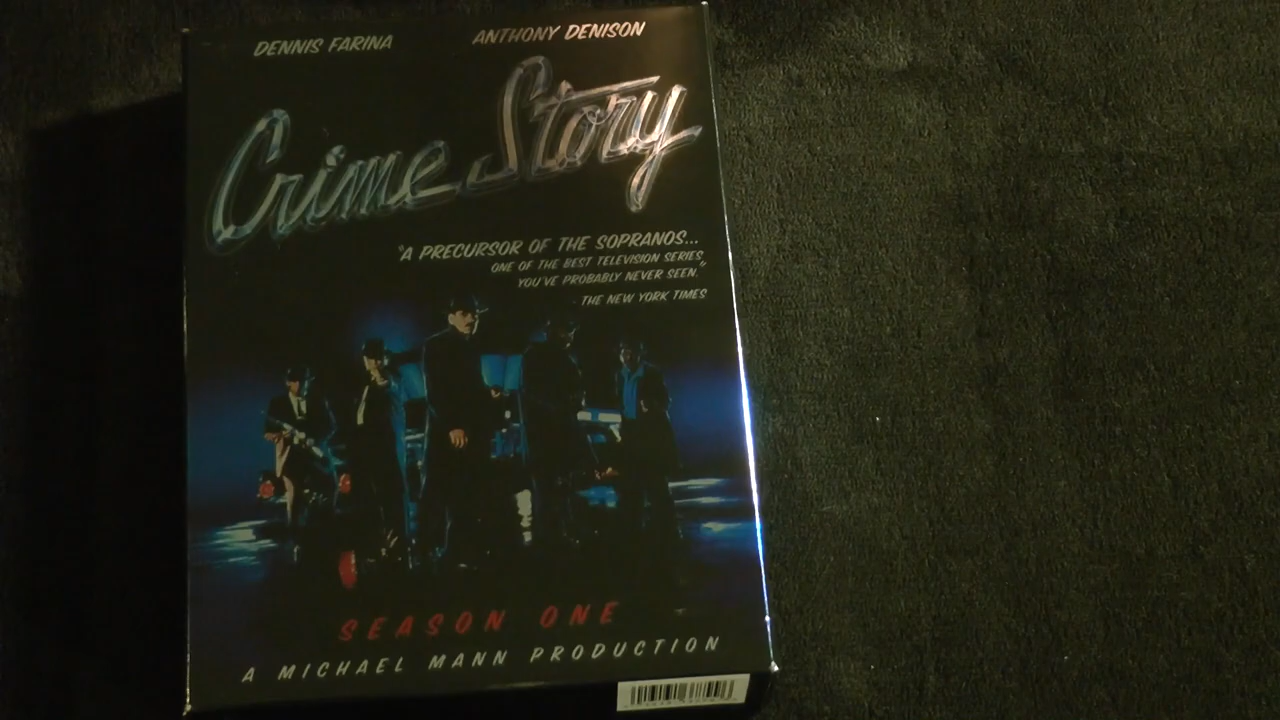 DENNIS FARINA ANTHONY DENISON
Crime Story
"A PRECURSOR OF THE SOPRANOS...
ONE OF THE BEST TELEVISION SERIES
YOU'VE PROBABLY NEVER SEEN."
- THE NEW YORK TIMES
SEASON ONE
A MICHAEL MANN PRODUCTION